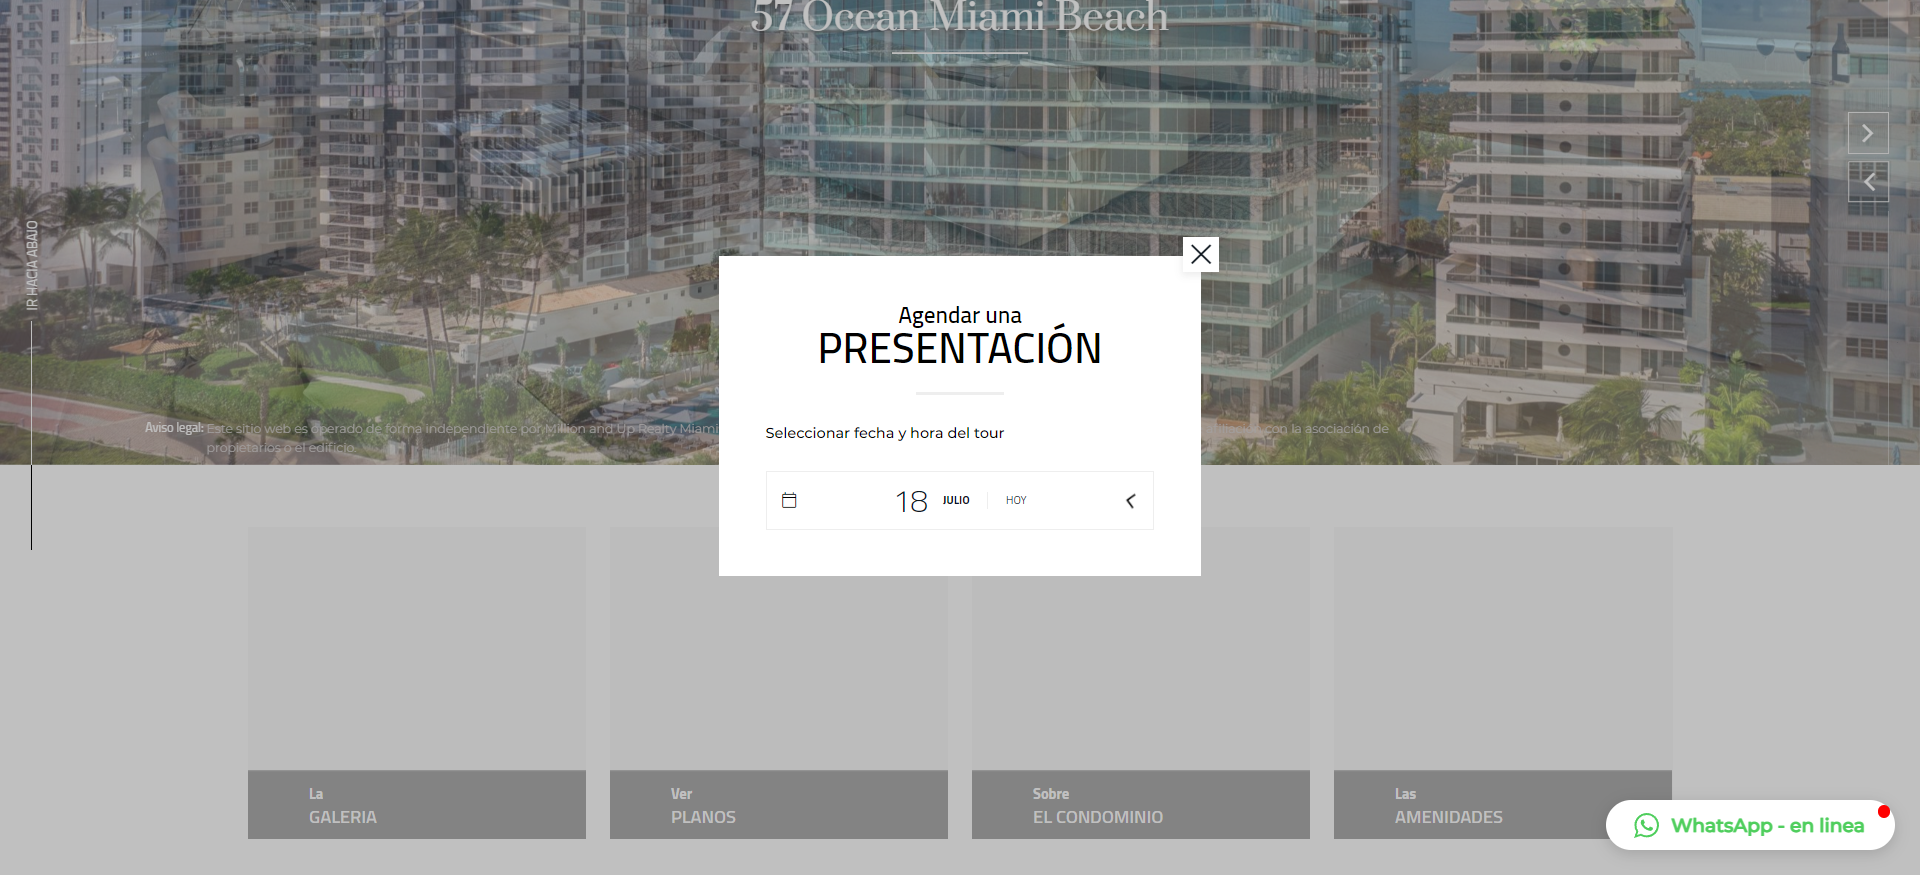 57 Ocean Miami Beach
IR HACIA ABAJO
Agendar una
PRESENTACIÓN
Aviso legal: Este sitio web es operado de forma independiente por Million and Up Realty Miami
con la asociación de
propietarios o el edificio
Seleccionar fecha y hora del tour
18 JULIO HOY
La
GALERIA
Ver
PLANOS
Sobre
EL CONDOMINIO
Las
AMENIDADES
WhatsApp - en linea